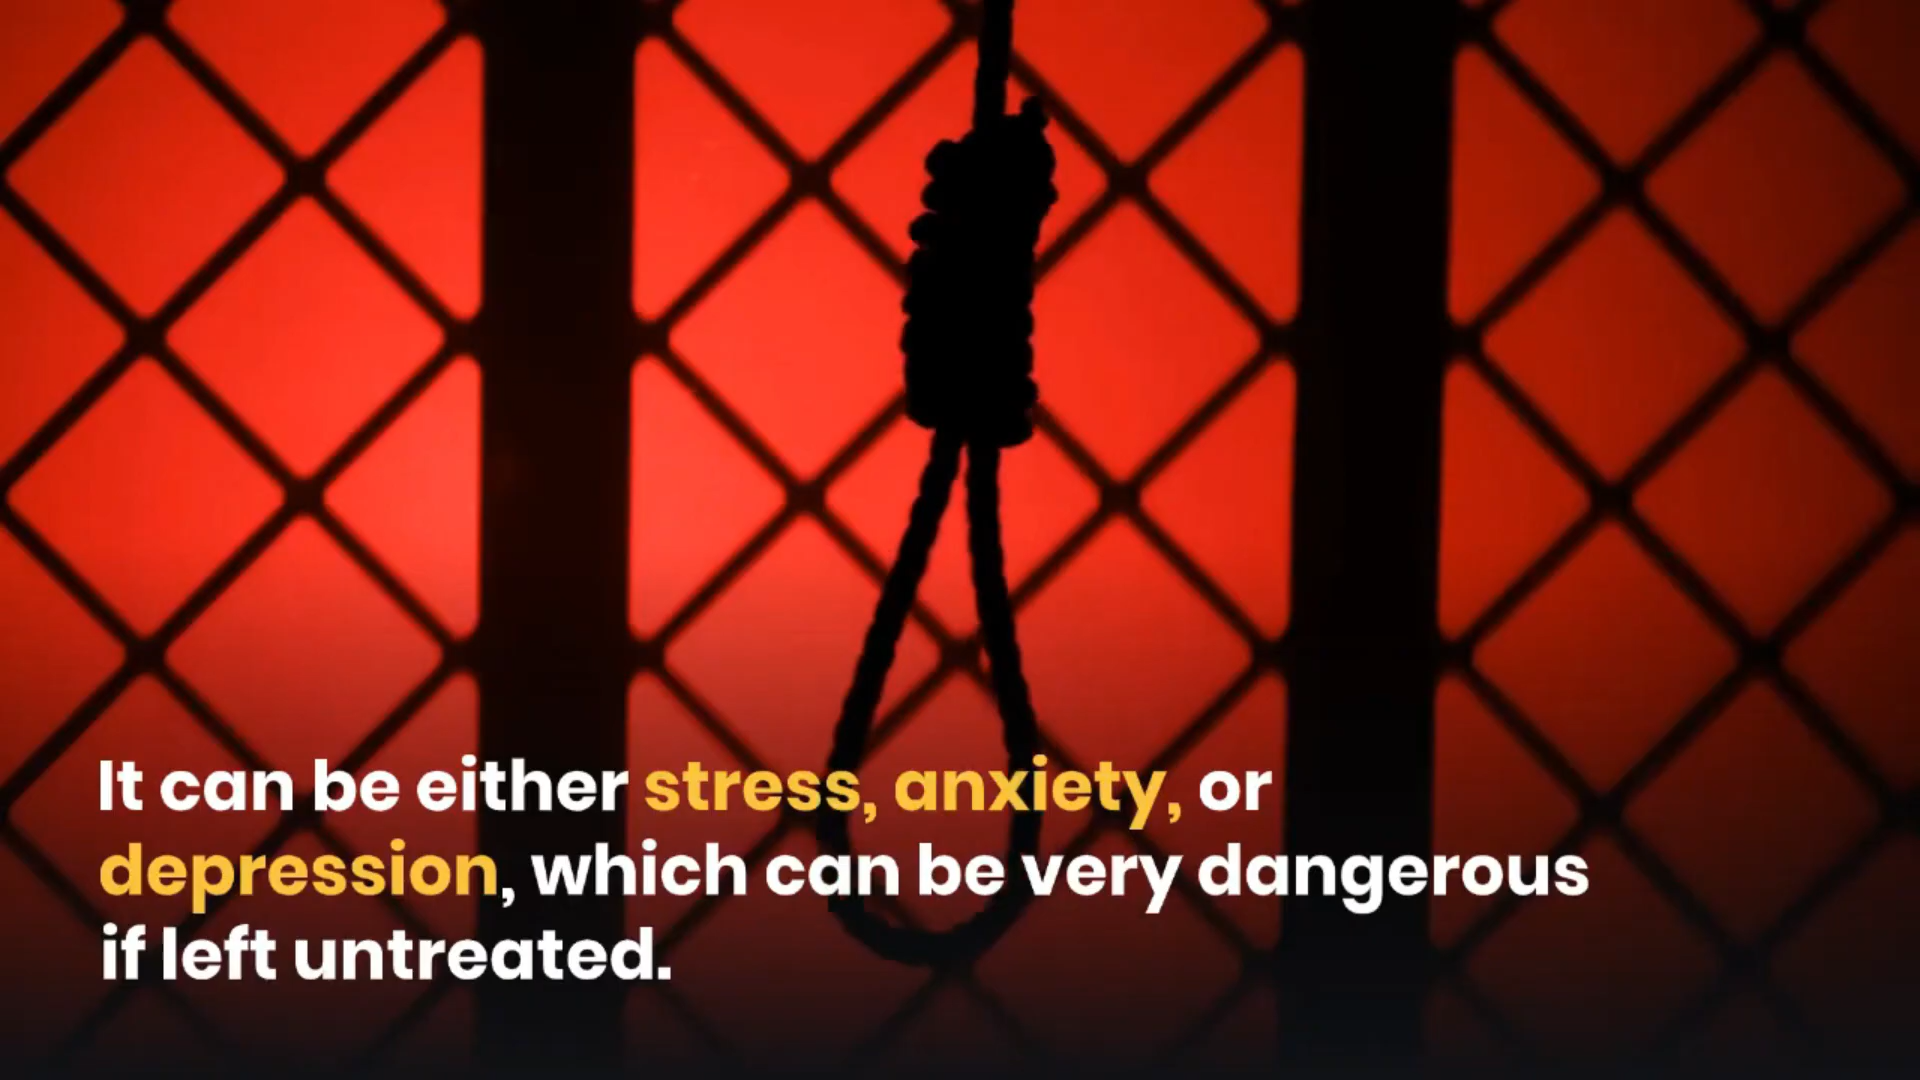 It can be either stress, anxiety, or
depression, which can be very dangerous
if left untreated.